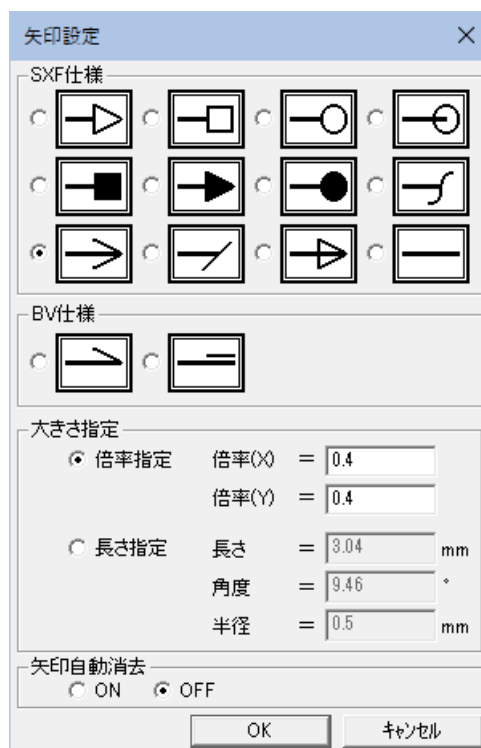 矢印設定
SXF仕様
BV仕様
大きさ指定
倍率指定 倍率(X) = 0.4
倍率(Y) = 0.4
長さ指定 長さ = 3.04 mm
角度 = 9.46 °
半径 = 0.5 mm
矢印自動消去
ON OFF
OK キャンセル